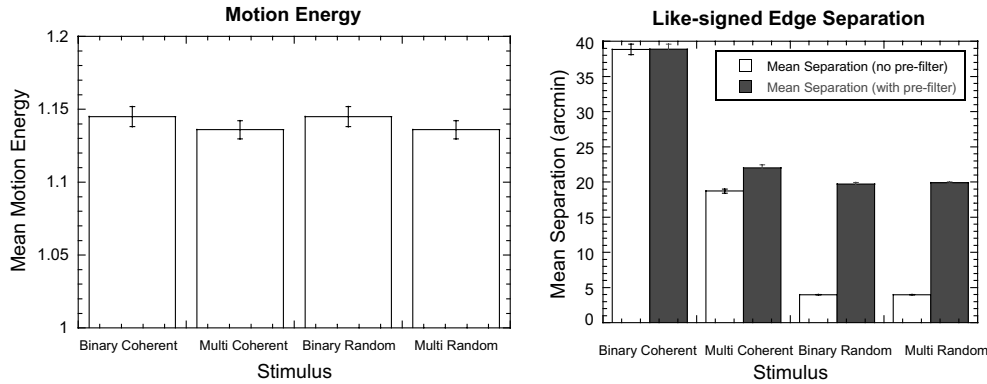 Motion Energy
1.2
1.15
1.1
1.05
1
Mean Motion Energy
Binary Coherent
Multi Coherent
Binary Random
Multi Random
Stimulus
Like-signed Edge Separation
40
35
30
25
20
15
10
5
0
Mean Separation (arcmin)
Mean Separation (no pre-filter)
Mean Separation (with pre-filter)
Binary Coherent
Multi Coherent
Binary Random
Multi Random
Stimulus